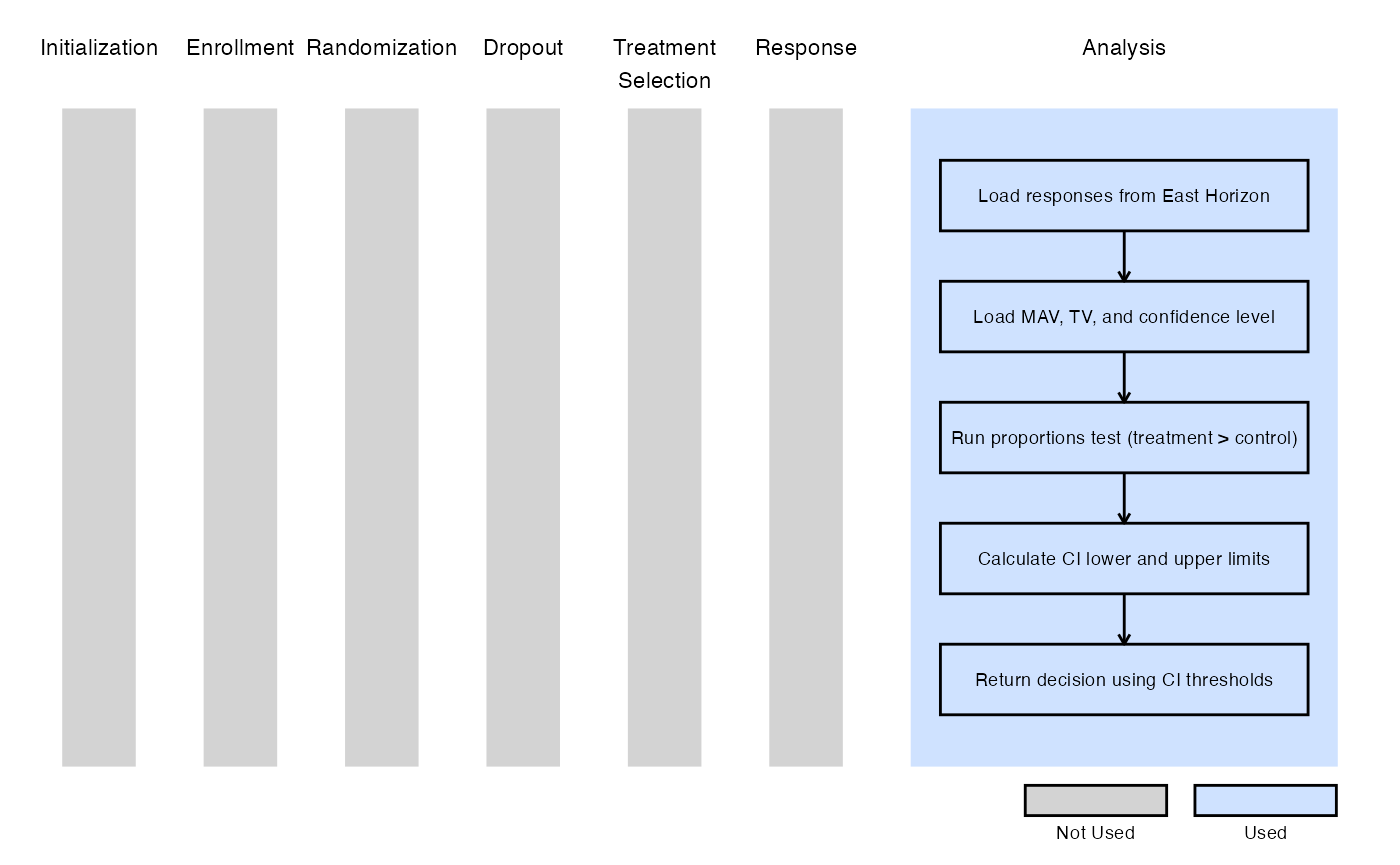 Initialization
Enrollment
Randomization
Dropout
Treatment
Selection
Response
Analysis
Load responses from East Horizon
Load MAV, TV, and confidence level
Run proportions test (treatment > control)
Calculate CI lower and upper limits
Return decision using CI thresholds
Not Used
Used